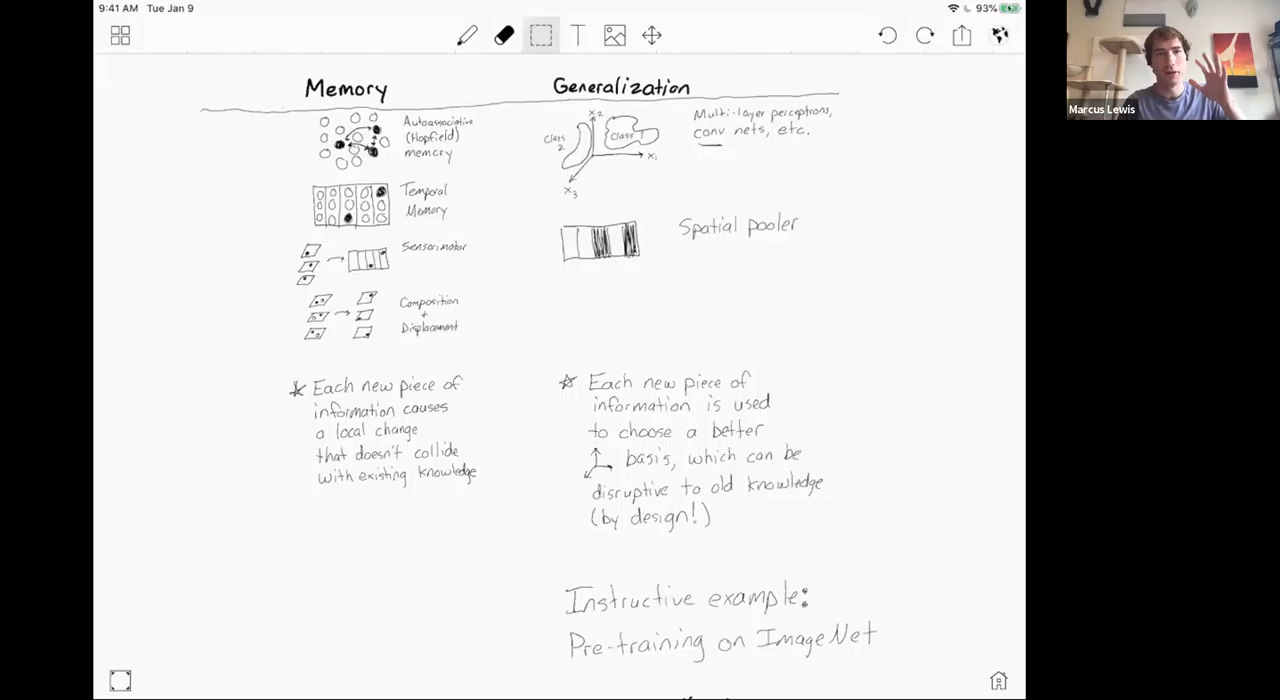 9:41 AM Tue Jan 9
93%
T
Marcus Lewis
Memory
Generalization
Autoassociative
(Hopfield)
memory
Temporal
Memory
Sensorimotor
Composition
+
Displacement
Class
2
x2
Class 1
x1
x3
Multi-layer perceptrons,
conv nets, etc.
Spatial pooler
Each new piece of
information causes
a local change
that doesn't collide
with existing knowledge
Each new piece of
information is used
to choose a better
basis, which can be
disruptive to old knowledge
(by design!)
Instructive example:
Pre-training on ImageNet